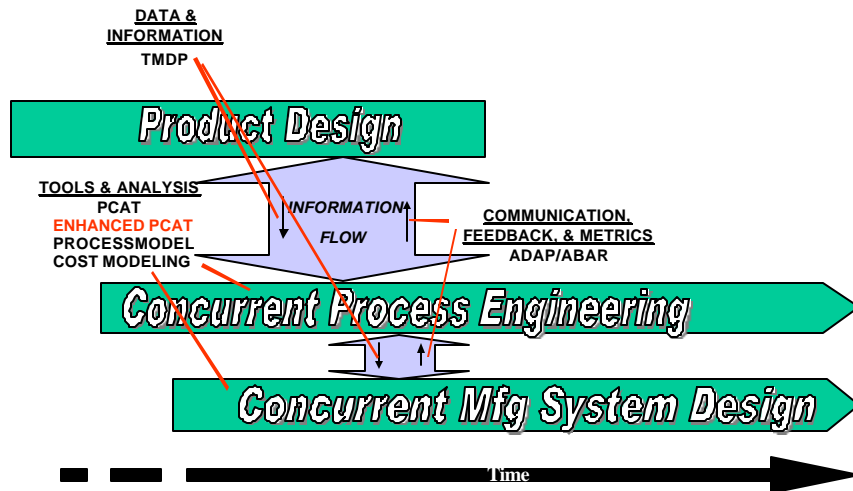 DATA &
INFORMATION
TMDP
Product Design
TOOLS & ANALYSIS
PCAT
ENHANCED PCAT
PROCESSMODEL
COST MODELING
INFORMATION
FLOW
COMMUNICATION,
FEEDBACK, & METRICS
ADAP/ABAR
Concurrent Process Engineering
Concurrent Mfg System Design
Time